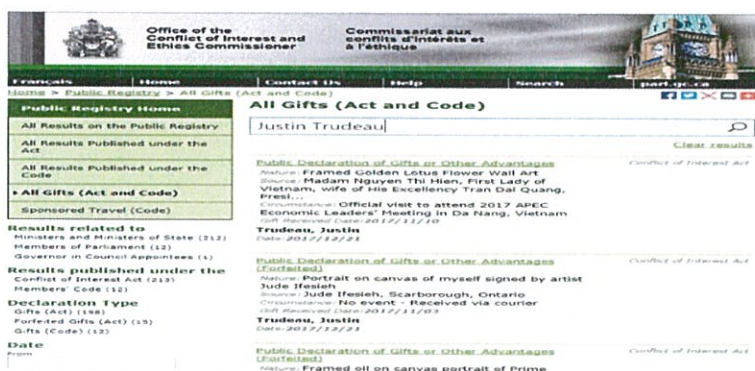 Office of the
Conflict of Interest and
Ethics Commissioner
Commissariat aux
conflits d'intérêts et
à l'éthique
Français Home Contact Us Help Search parl.gc.ca
Home > Public Registry > All Gifts (Act and Code)
Public Registry Home
All Results on the Public Registry
All Results Published under the
Act
All Results Published under the
Code
All Gifts (Act and Code)
Sponsored Travel (Code)
Results related to
Ministers and Ministers of State (212)
Members of Parliament (12)
Governor in Council Appointees (1)
Results published under the
Conflict of Interest Act (213)
Members' Code (12)
Declaration Type
Gifts (Act) (198)
Forfeited Gifts (Act) (15)
Gifts (Code) (12)
Date
From
All Gifts (Act and Code)
Justin Trudeau
Clear results
Public Declaration of Gifts or Other Advantages Conflict of Interest Act
Nature: Framed Golden Lotus Flower Wall Art
Source: Madam Nguyen Thi Hien, First Lady of
Vietnam, wife of His Excellency Tran Dai Quang,
Presi...
Circumstance: Official visit to attend 2017 APEC
Economic Leaders' Meeting in Da Nang, Vietnam
Gift Received Date: 2017/11/10
Trudeau, Justin
Date: 2017/12/21
Public Declaration of Gifts or Other Advantages Conflict of Interest Act
(Forfeited)
Nature: Portrait on canvas of myself signed by artist
Jude Ifesieh
Source: Jude Ifesieh, Scarborough, Ontario
Circumstance: No event - Received via courier
Gift Received Date: 2017/11/03
Trudeau, Justin
Date: 2017/12/21
Public Declaration of Gifts or Other Advantages Conflict of Interest Act
(Forfeited)
Nature: Framed oil on canvas portrait of Prime